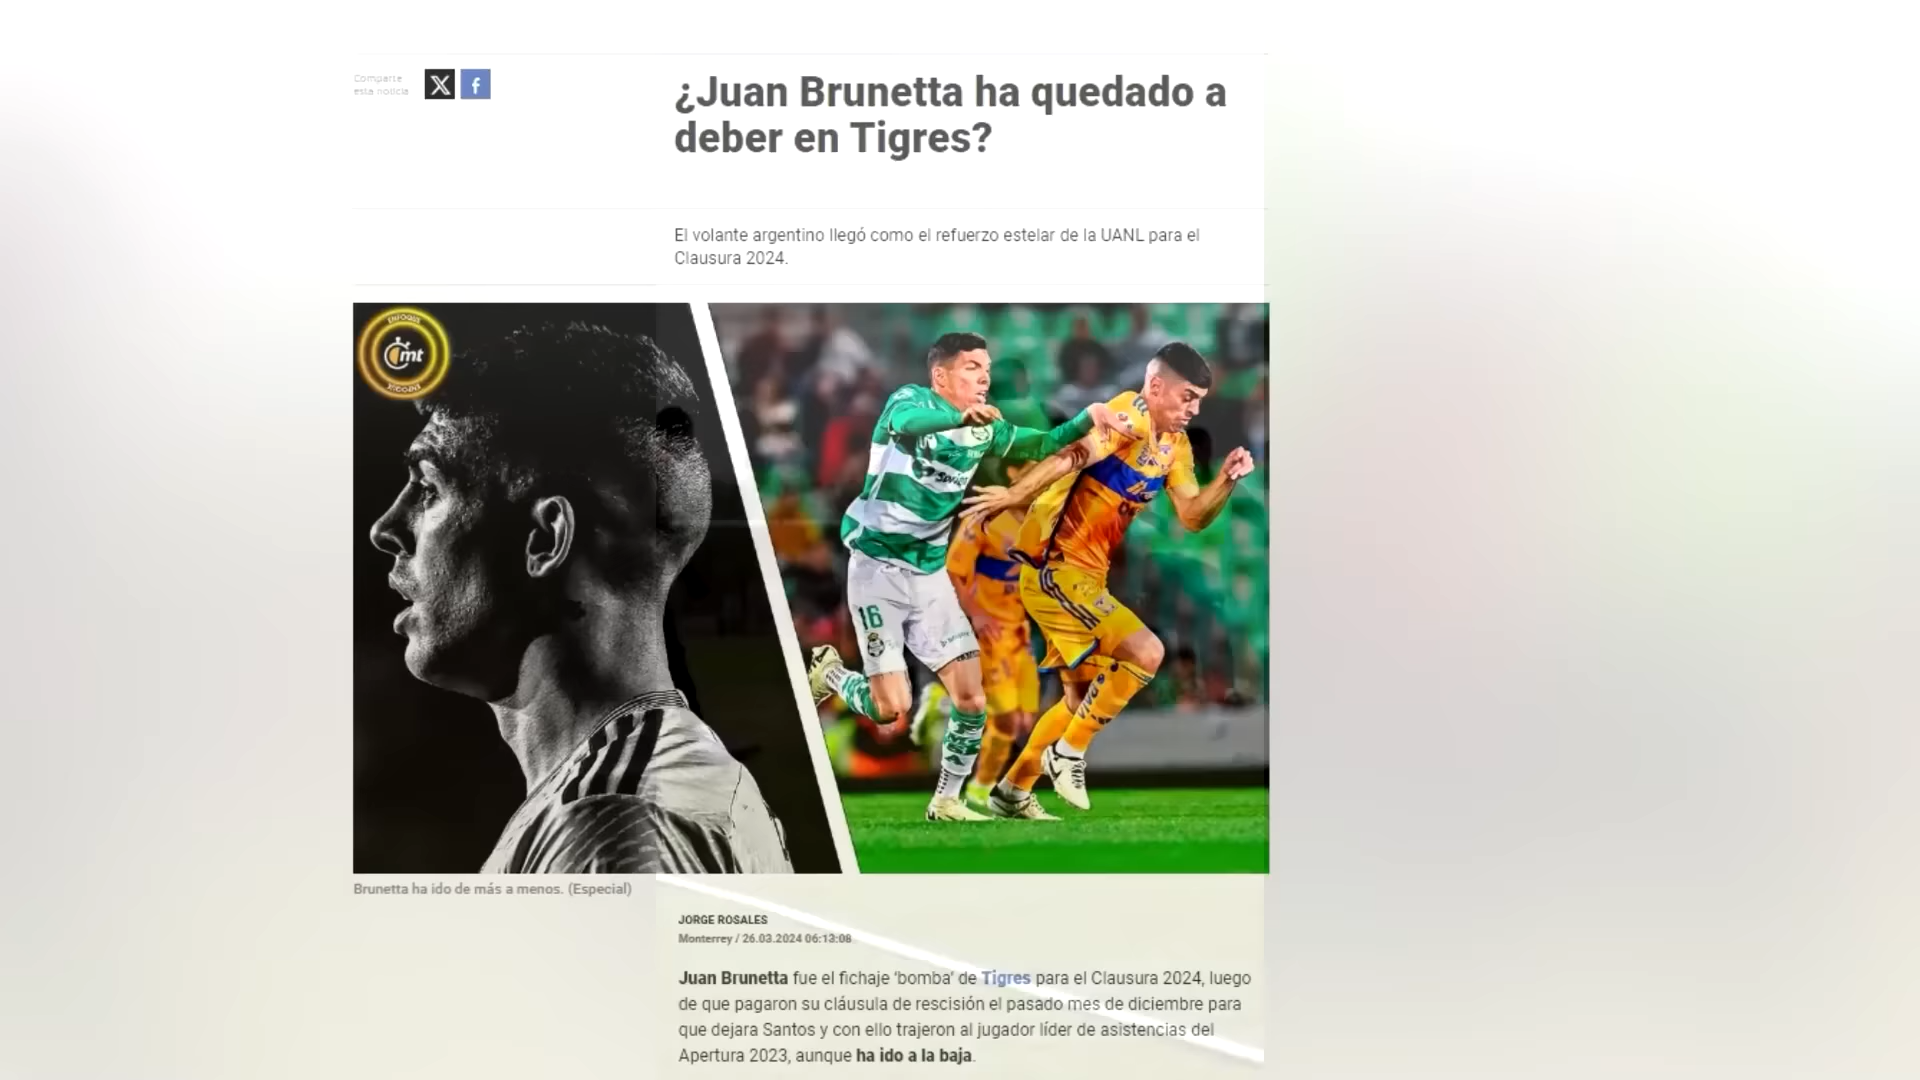 Comparte
esta noticia
¿Juan Brunetta ha quedado a
deber en Tigres?
El volante argentino llegó como el refuerzo estelar de la UANL para el
Clausura 2024.
ENFOQUE
mt
16
VIVA
Brunetta ha ido de más a menos. (Especial)
JORGE ROSALES
Monterrey / 26.03.2024 06:13:08
Juan Brunetta fue el fichaje 'bomba' de Tigres para el Clausura 2024, luego
de que pagaron su cláusula de rescisión el pasado mes de diciembre para
que dejara Santos y con ello trajeron al jugador líder de asistencias del
Apertura 2023, aunque ha ido a la baja.